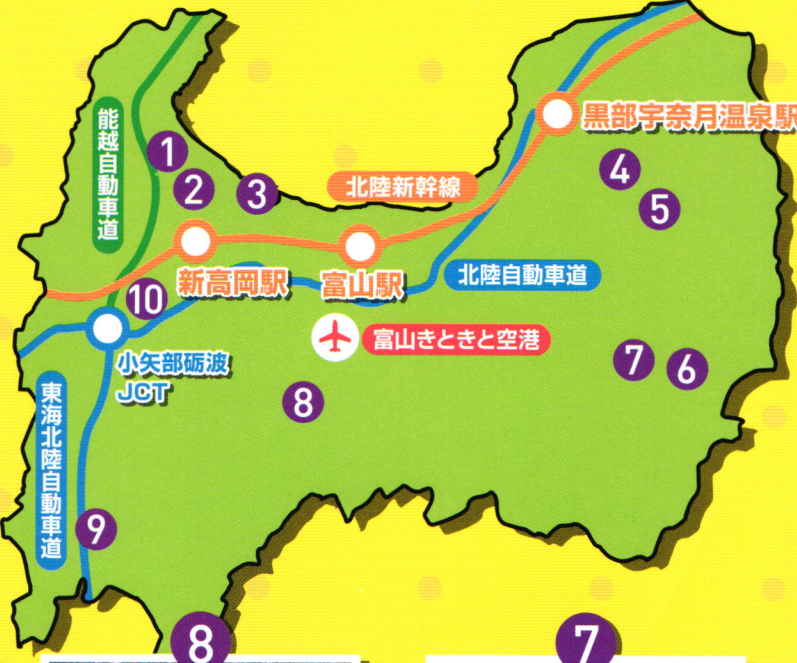 能越自動車道
1
2
3
北陸新幹線
黒部宇奈月温泉駅
4
5
新高岡駅
富山駅
北陸自動車道
10
富山きときと空港
小矢部砺波
JCT
7
6
8
東海北陸自動車道
9
8
7